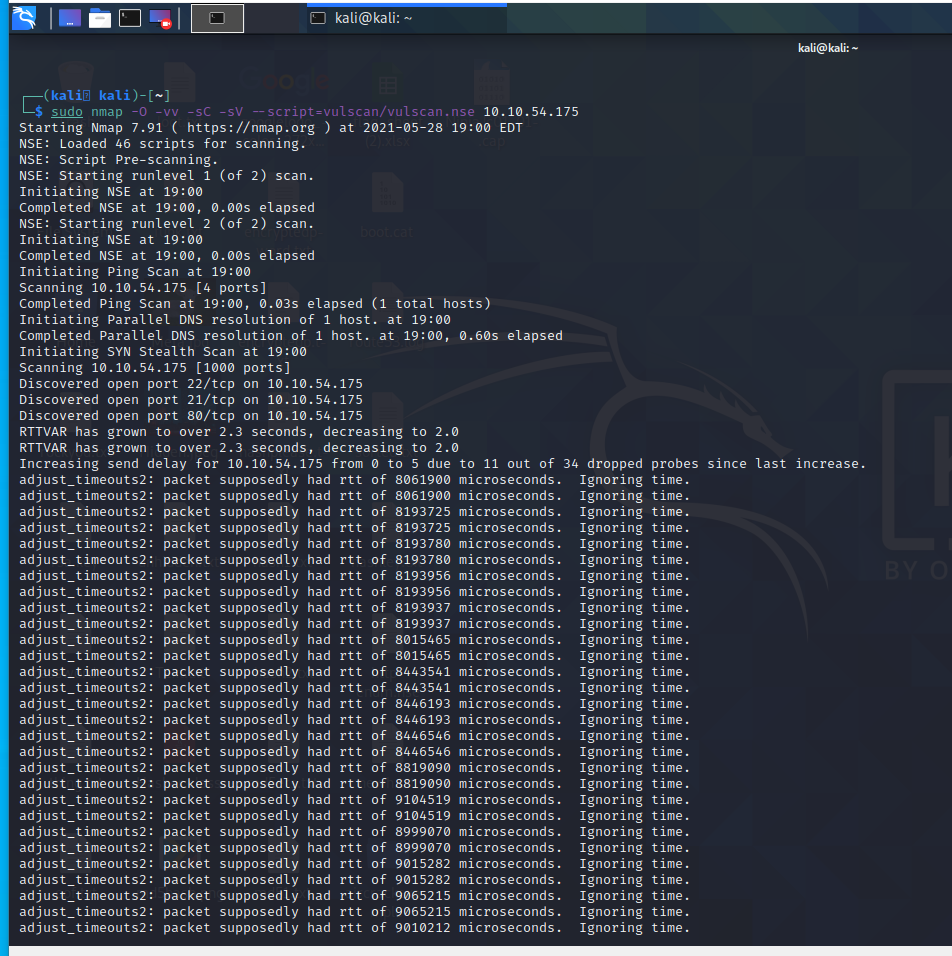 kali@kali: ~
kali@kali: ~
(kali kali)-[~]
$ sudo nmap -O -vv -sC -sV --script=vulscan/vulscan.nse 10.10.54.175
Starting Nmap 7.91 ( https://nmap.org ) at 2021-05-28 19:00 EDT
NSE: Loaded 46 scripts for scanning.
NSE: Script Pre-scanning.
NSE: Starting runlevel 1 (of 2) scan.
Initiating NSE at 19:00
Completed NSE at 19:00, 0.00s elapsed
NSE: Starting runlevel 2 (of 2) scan.
Initiating NSE at 19:00
Completed NSE at 19:00, 0.00s elapsed
Initiating Ping Scan at 19:00
Scanning 10.10.54.175 [4 ports]
Completed Ping Scan at 19:00, 0.03s elapsed (1 total hosts)
Initiating Parallel DNS resolution of 1 host. at 19:00
Completed Parallel DNS resolution of 1 host. at 19:00, 0.60s elapsed
Initiating SYN Stealth Scan at 19:00
Scanning 10.10.54.175 [1000 ports]
Discovered open port 22/tcp on 10.10.54.175
Discovered open port 21/tcp on 10.10.54.175
Discovered open port 80/tcp on 10.10.54.175
RTTVAR has grown to over 2.3 seconds, decreasing to 2.0
RTTVAR has grown to over 2.3 seconds, decreasing to 2.0
Increasing send delay for 10.10.54.175 from 0 to 5 due to 11 out of 34 dropped probes since last increase.
adjust_timeouts2: packet supposedly had rtt of 8061900 microseconds.  Ignoring time.
adjust_timeouts2: packet supposedly had rtt of 8061900 microseconds.  Ignoring time.
adjust_timeouts2: packet supposedly had rtt of 8193725 microseconds.  Ignoring time.
adjust_timeouts2: packet supposedly had rtt of 8193725 microseconds.  Ignoring time.
adjust_timeouts2: packet supposedly had rtt of 8193780 microseconds.  Ignoring time.
adjust_timeouts2: packet supposedly had rtt of 8193780 microseconds.  Ignoring time.
adjust_timeouts2: packet supposedly had rtt of 8193956 microseconds.  Ignoring time.
adjust_timeouts2: packet supposedly had rtt of 8193956 microseconds.  Ignoring time.
adjust_timeouts2: packet supposedly had rtt of 8193937 microseconds.  Ignoring time.
adjust_timeouts2: packet supposedly had rtt of 8193937 microseconds.  Ignoring time.
adjust_timeouts2: packet supposedly had rtt of 8015465 microseconds.  Ignoring time.
adjust_timeouts2: packet supposedly had rtt of 8015465 microseconds.  Ignoring time.
adjust_timeouts2: packet supposedly had rtt of 8443541 microseconds.  Ignoring time.
adjust_timeouts2: packet supposedly had rtt of 8443541 microseconds.  Ignoring time.
adjust_timeouts2: packet supposedly had rtt of 8446193 microseconds.  Ignoring time.
adjust_timeouts2: packet supposedly had rtt of 8446193 microseconds.  Ignoring time.
adjust_timeouts2: packet supposedly had rtt of 8446546 microseconds.  Ignoring time.
adjust_timeouts2: packet supposedly had rtt of 8446546 microseconds.  Ignoring time.
adjust_timeouts2: packet supposedly had rtt of 8819090 microseconds.  Ignoring time.
adjust_timeouts2: packet supposedly had rtt of 8819090 microseconds.  Ignoring time.
adjust_timeouts2: packet supposedly had rtt of 9104519 microseconds.  Ignoring time.
adjust_timeouts2: packet supposedly had rtt of 9104519 microseconds.  Ignoring time.
adjust_timeouts2: packet supposedly had rtt of 8999070 microseconds.  Ignoring time.
adjust_timeouts2: packet supposedly had rtt of 8999070 microseconds.  Ignoring time.
adjust_timeouts2: packet supposedly had rtt of 9015282 microseconds.  Ignoring time.
adjust_timeouts2: packet supposedly had rtt of 9015282 microseconds.  Ignoring time.
adjust_timeouts2: packet supposedly had rtt of 9065215 microseconds.  Ignoring time.
adjust_timeouts2: packet supposedly had rtt of 9065215 microseconds.  Ignoring time.
adjust_timeouts2: packet supposedly had rtt of 9010212 microseconds.  Ignoring time.
BY O